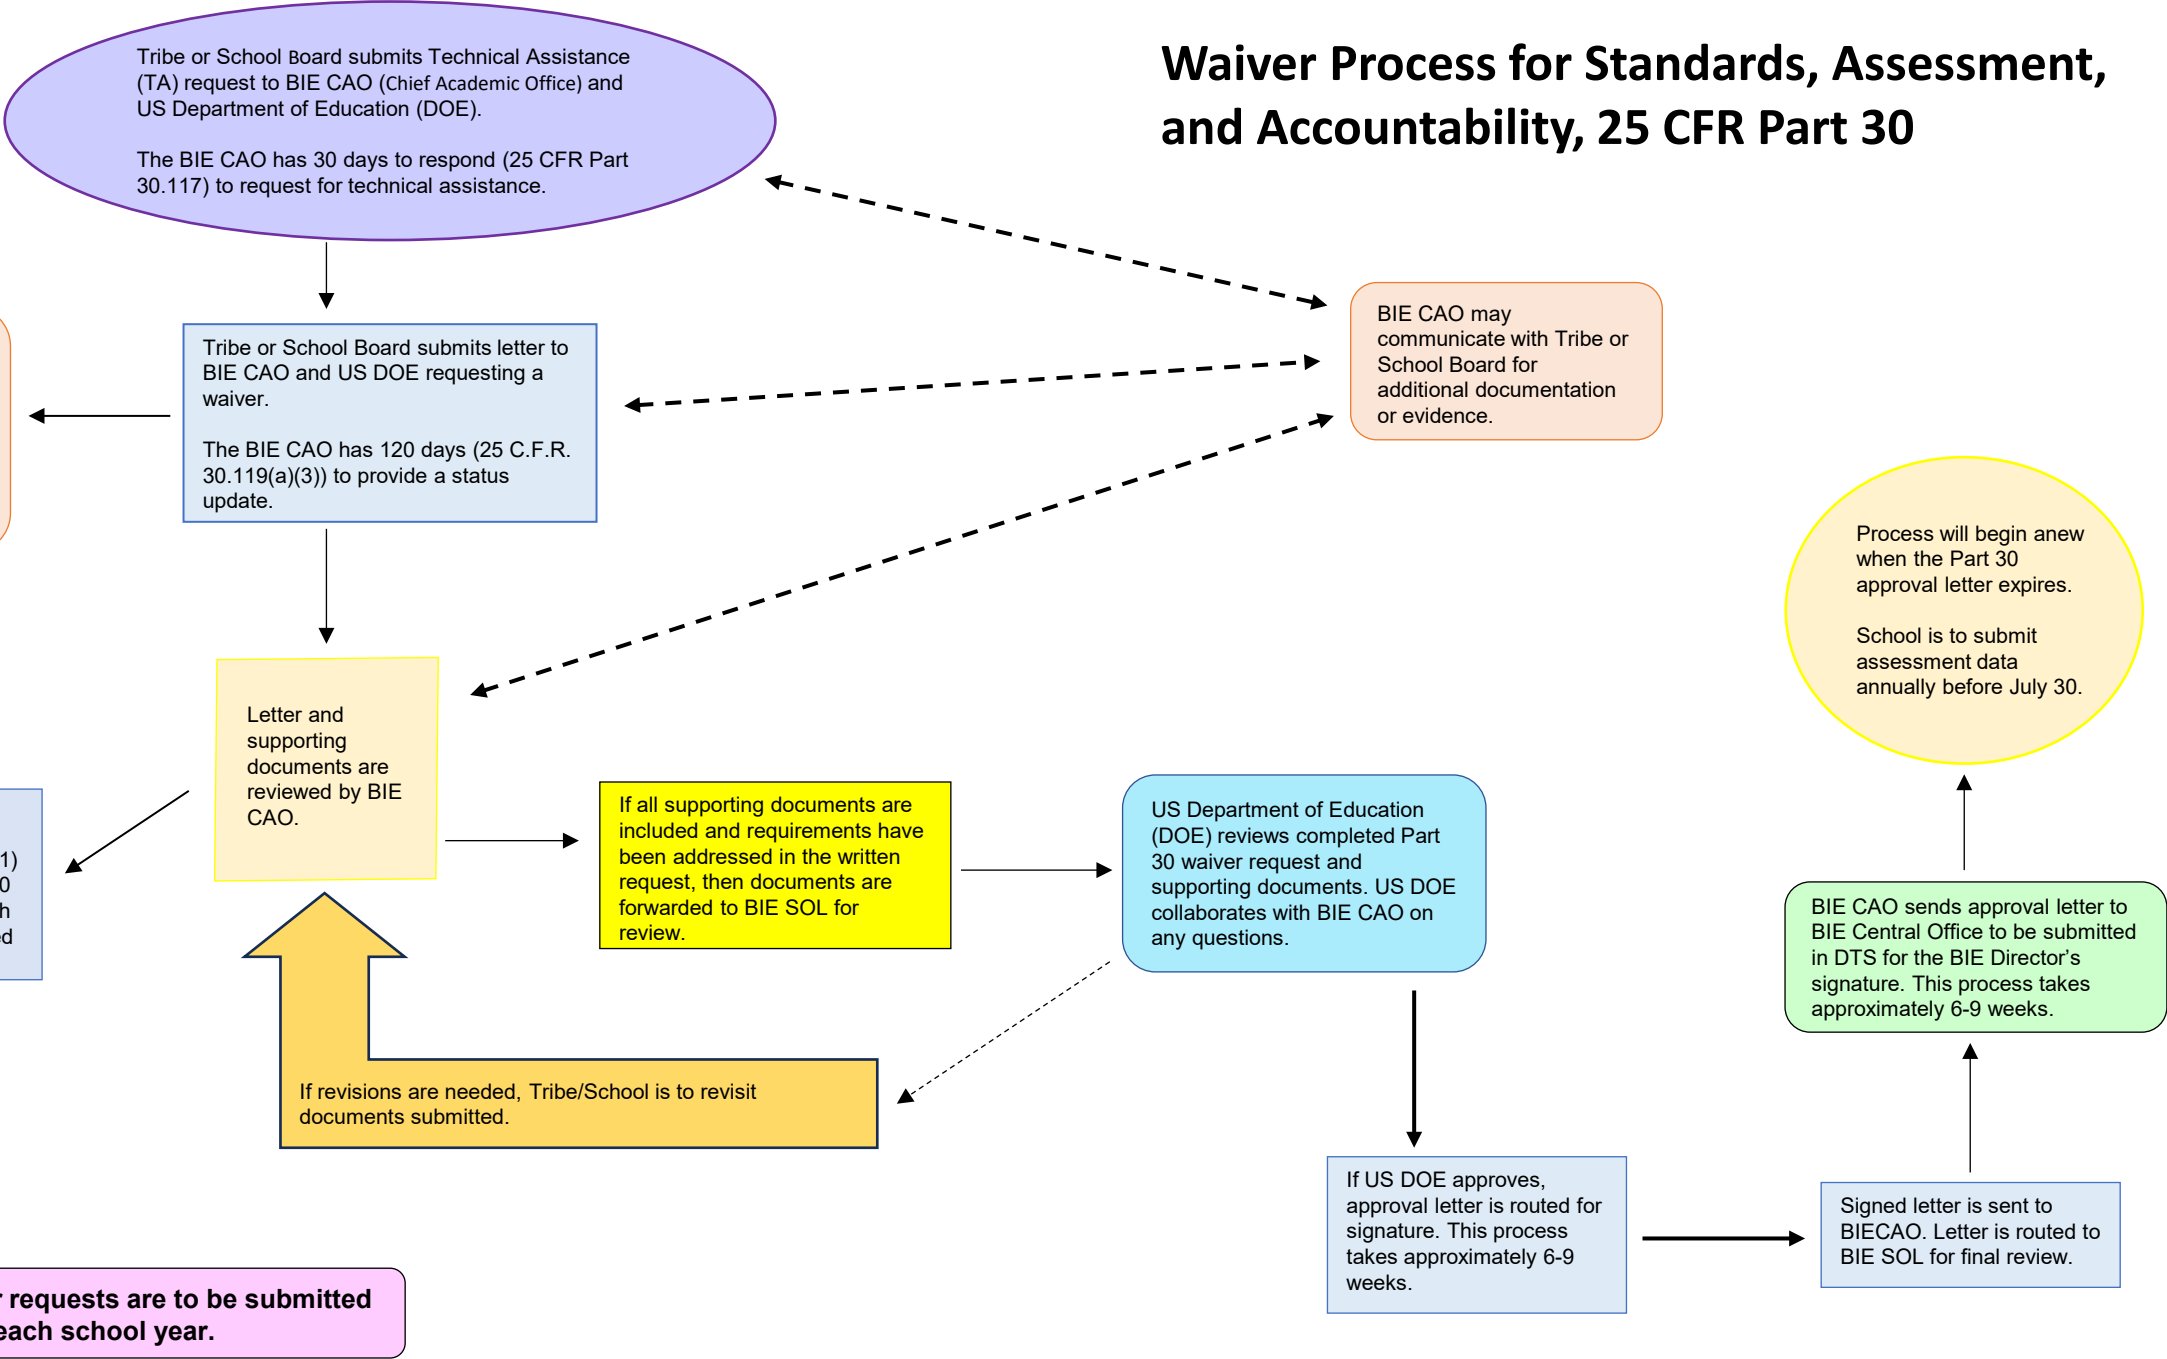 Waiver Process for Standards, Assessment,
and Accountability, 25 CFR Part 30
Tribe or School Board submits Technical Assistance
(TA) request to BIE CAO (Chief Academic Office) and
US Department of Education (DOE).
The BIE CAO has 30 days to respond (25 CFR Part
30.117) to request for technical assistance.
Tribe or School Board submits letter to
BIE CAO and US DOE requesting a
waiver.
The BIE CAO has 120 days (25 C.F.R.
30.119(a)(3)) to provide a status
update.
BIE CAO may
communicate with Tribe or
School Board for
additional documentation
or evidence.
Letter and
supporting
documents are
reviewed by BIE
CAO.
1)
0
h
ed
If all supporting documents are
included and requirements have
been addressed in the written
request, then documents are
forwarded to BIE SOL for
review.
US Department of Education
(DOE) reviews completed Part
30 waiver request and
supporting documents. US DOE
collaborates with BIE CAO on
any questions.
If revisions are needed, Tribe/School is to revisit
documents submitted.
If US DOE approves,
approval letter is routed for
signature. This process
takes approximately 6-9
weeks.
Signed letter is sent to
BIECAO. Letter is routed to
BIE SOL for final review.
BIE CAO sends approval letter to
BIE Central Office to be submitted
in DTS for the BIE Director’s
signature. This process takes
approximately 6-9 weeks.
Process will begin anew
when the Part 30
approval letter expires.
School is to submit
assessment data
annually before July 30.
r requests are to be submitted
each school year.